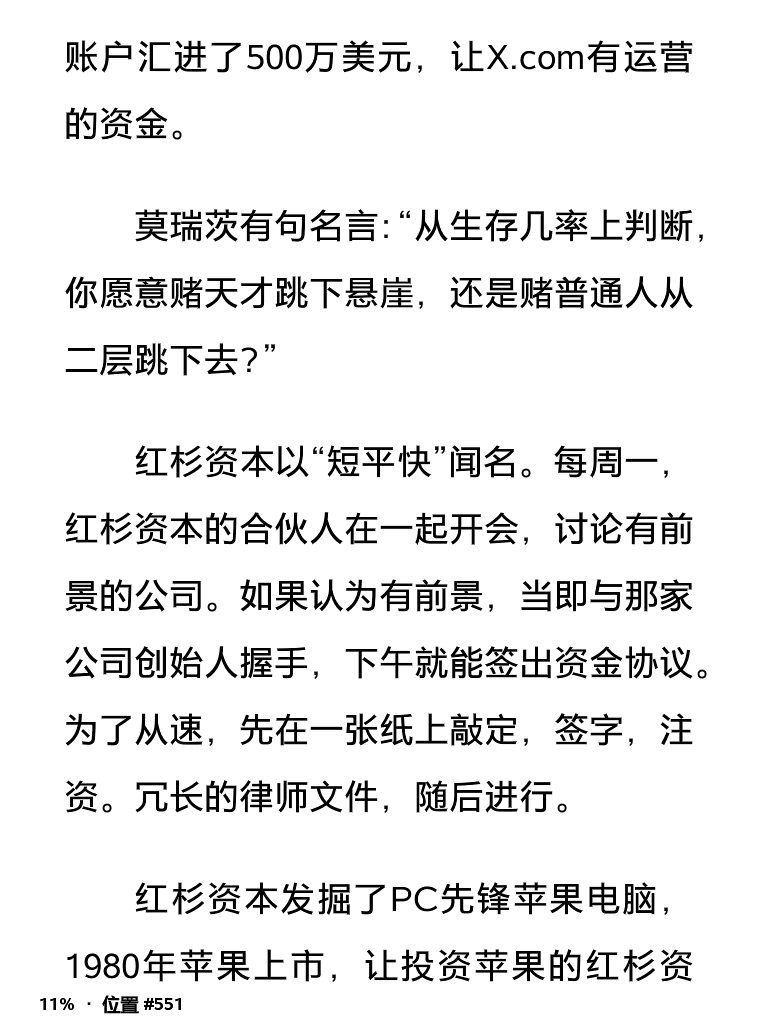 账户汇进了500万美元，让X.com有运营
的资金。
莫瑞茨有句名言：“从生存几率上判断，
你愿意赌天才跳下悬崖，还是赌普通人从
二层跳下去？”
红杉资本以“短平快”闻名。每周一，
红杉资本的合伙人在一起开会，讨论有前
景的公司。如果认为有前景，当即与那家
公司创始人握手，下午就能签出资金协议。
为了从速，先在一张纸上敲定，签字，注
资。冗长的律师文件，随后进行。
红杉资本发掘了PC先锋苹果电脑，
1980年苹果上市，让投资苹果的红杉资
11% · 位置 #551